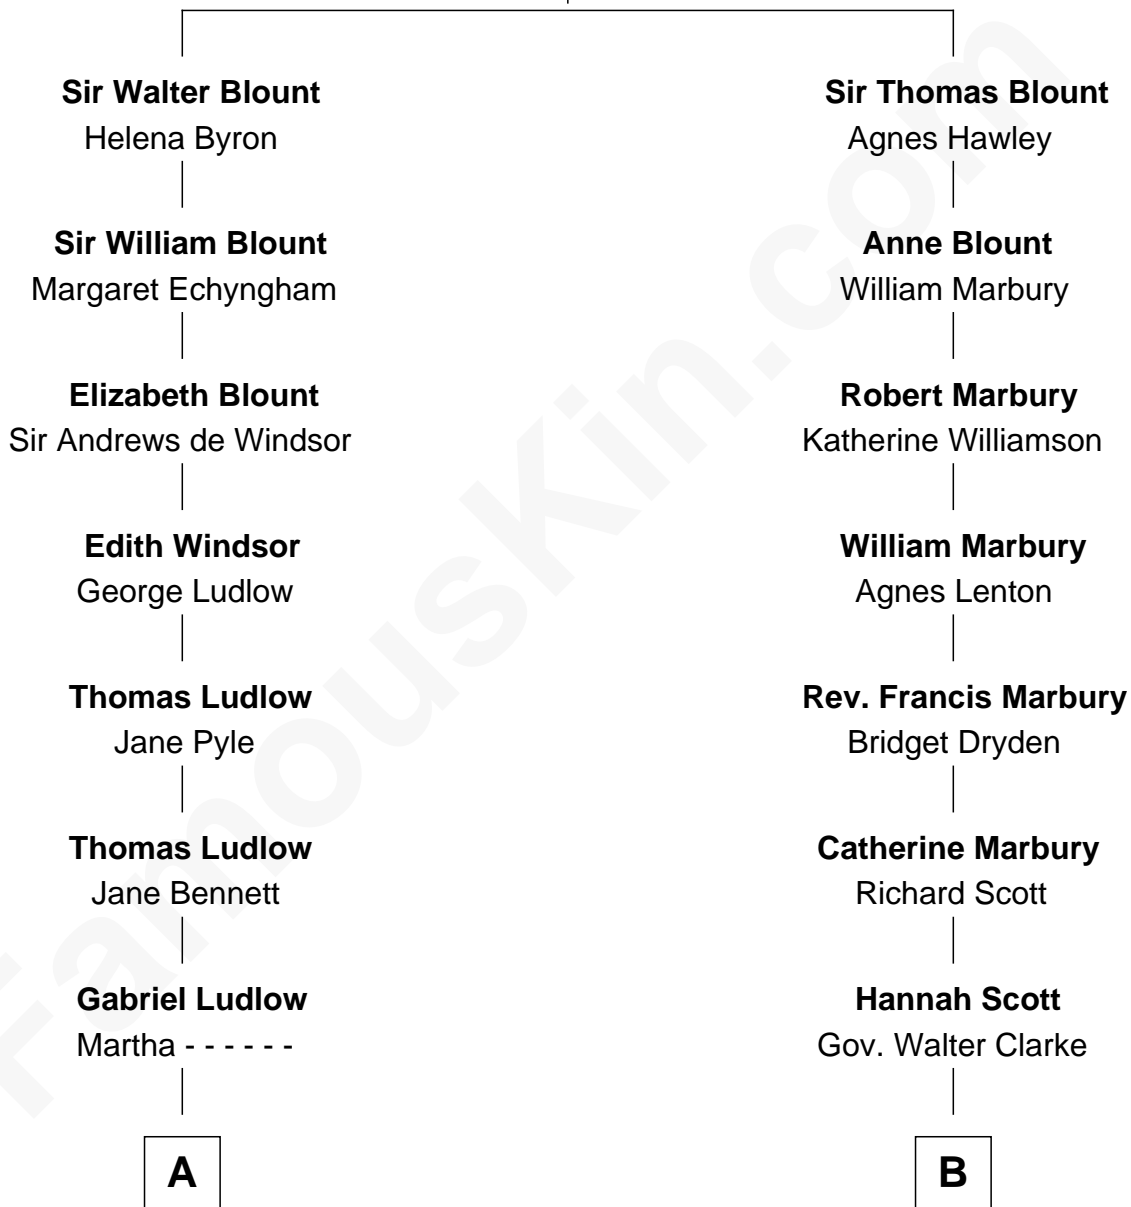 Sir Walter Blount
Helena Byron
Sir William Blount
Margaret Echyngham
Elizabeth Blount
Sir Andrews de Windsor
Edith Windsor
George Ludlow
Thomas Ludlow
Jane Pyle
Thomas Ludlow
Jane Bennett
Gabriel Ludlow
Martha - - - - - -
A
Sir Thomas Blount
Agnes Hawley
Anne Blount
William Marbury
Robert Marbury
Katherine Williamson
William Marbury
Agnes Lenton
Rev. Francis Marbury
Bridget Dryden
Catherine Marbury
Richard Scott
Hannah Scott
Gov. Walter Clarke
B
FamousKin.com